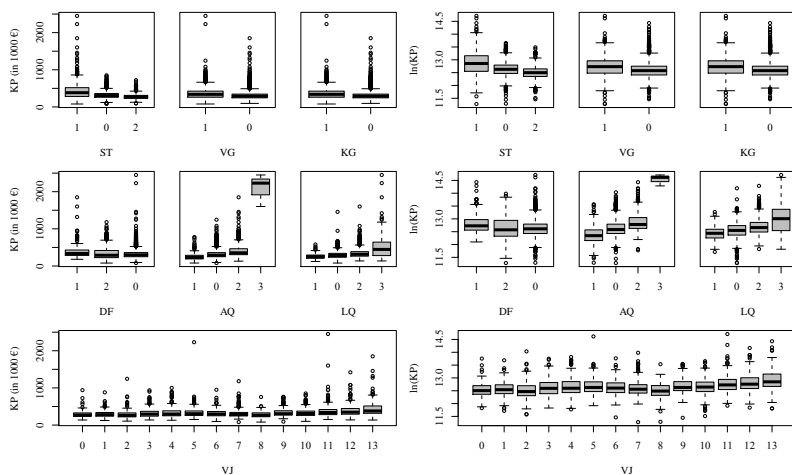 KP (in 1000 €)
0 1000 2000
1 0 2
ST
1 0
VG
1 0
KG
ln(KP)
11.5 13.0 14.5
1 0 2
ST
1 0
VG
1 0
KG
KP (in 1000 €)
0 1000 2000
1 2 0
DF
0 1 2 3
AQ
0 1 2 3
LQ
ln(KP)
11.5 13.0 14.5
1 2 0
DF
0 1 2 3
AQ
0 1 2 3
LQ
KP (in 1000 €)
0 1000 2000
0 1 2 3 4 5 6 7 8 9 10 11 12 13
VJ
ln(KP)
11.5 13.0 14.5
0 1 2 3 4 5 6 7 8 9 10 11 12 13
VJ